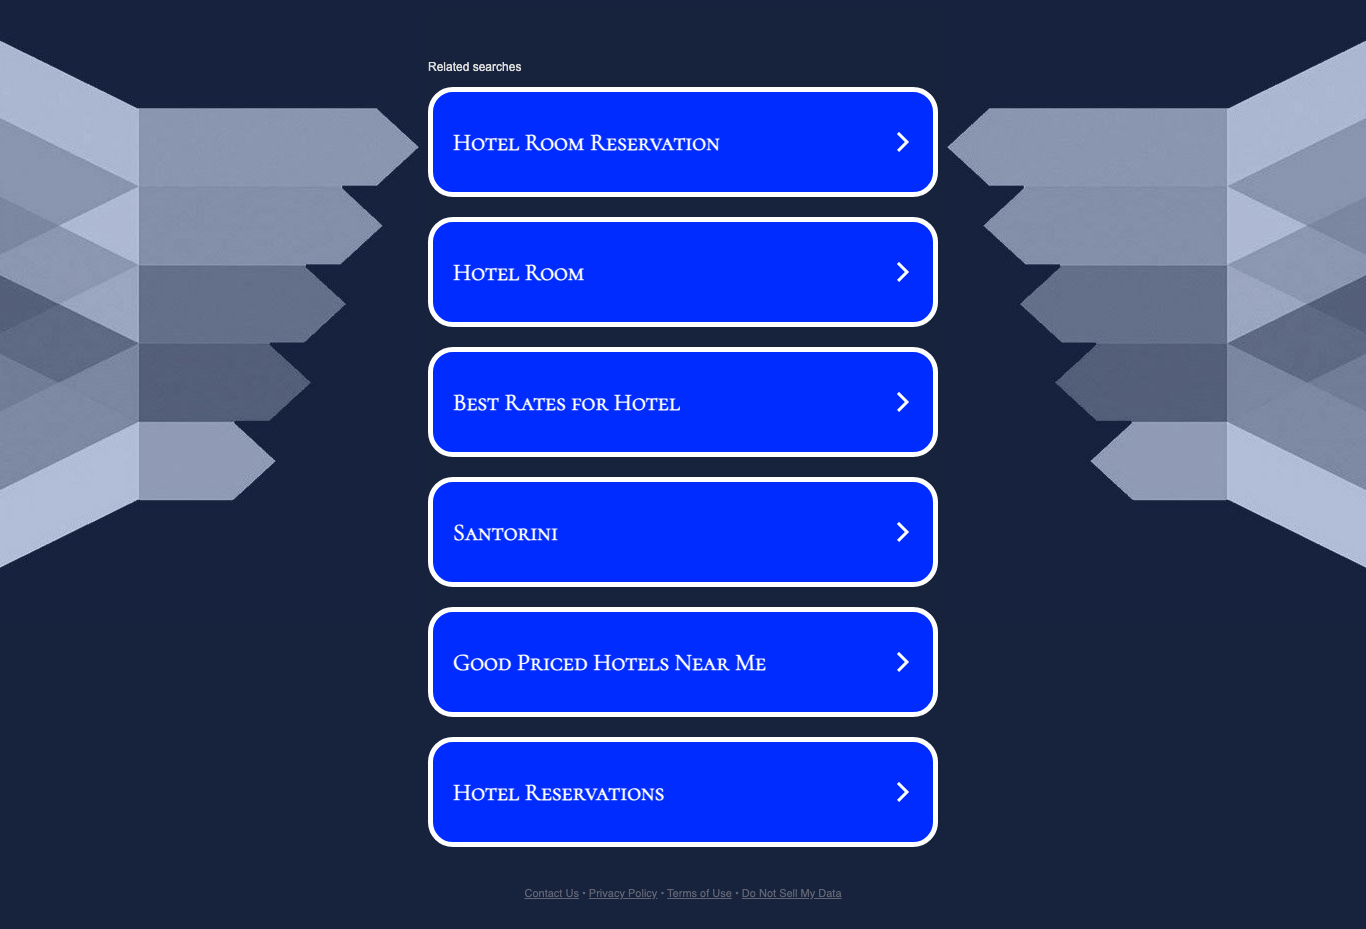 Related searches
Hotel Room Reservation
Hotel Room
Best Rates for Hotel
Santorini
Good Priced Hotels Near Me
Hotel Reservations
Contact Us • Privacy Policy • Terms of Use • Do Not Sell My Data